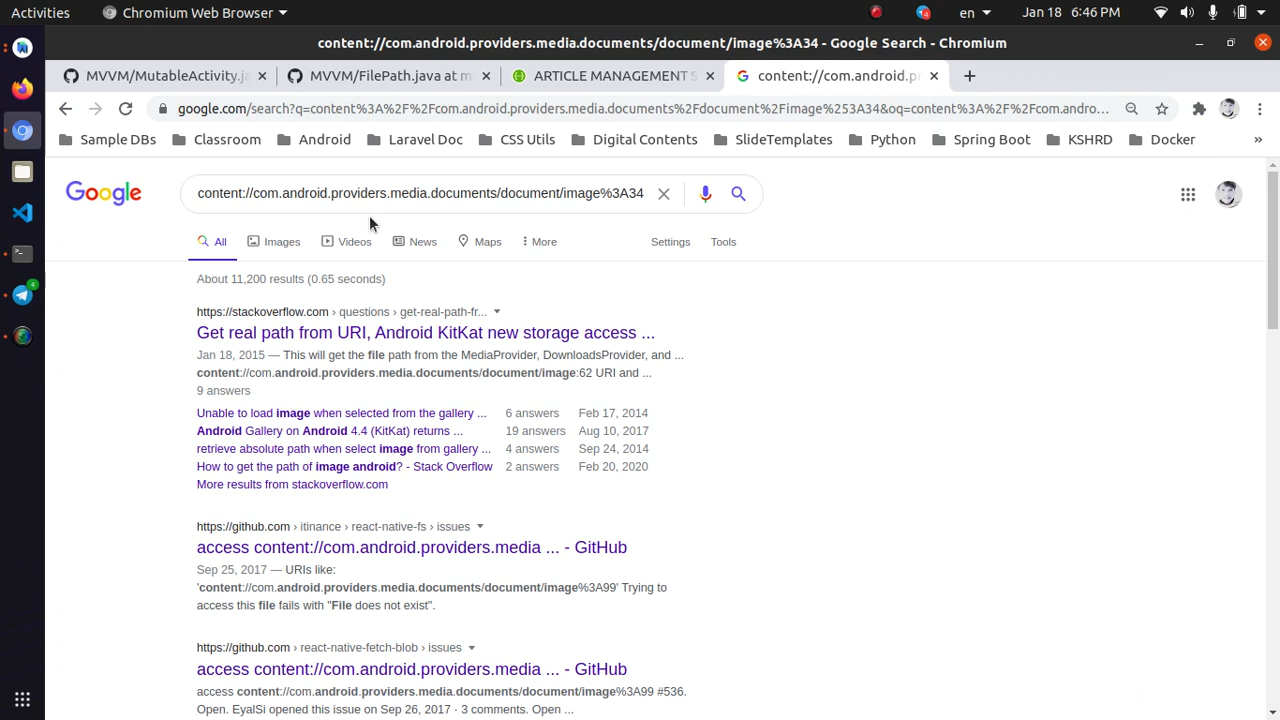 Activities Chromium Web Browser en Jan 18 6:46 PM
content://com.android.providers.media.documents/document/image%3A34 - Google Search - Chromium
MVVM/MutableActivity.ja MVVM/FilePath.java at m ARTICLE MANAGEMENT S content://com.android.pr
google.com/search?q=content%3A%2F%2Fcom.android.providers.media.documents%2Fdocument%2Fimage%253A34&oq=content%3A%2F%2Fcom.andro...
Sample DBs Classroom Android Laravel Doc CSS Utils Digital Contents SlideTemplates Python Spring Boot KSHRD Docker »
Google content://com.android.providers.media.documents/document/image%3A34
All Images Videos News Maps More Settings Tools
About 11,200 results (0.65 seconds)
https://stackoverflow.com › questions › get-real-path-fr...
Get real path from URI, Android KitKat new storage access ...
Jan 18, 2015 — This will get the file path from the MediaProvider, DownloadsProvider, and ...
content://com.android.providers.media.documents/document/image:62 URI and ...
9 answers
Unable to load image when selected from the gallery ... 6 answers Feb 17, 2014
Android Gallery on Android 4.4 (KitKat) returns ... 19 answers Aug 10, 2017
retrieve absolute path when select image from gallery ... 4 answers Sep 24, 2014
How to get the path of image android? - Stack Overflow 2 answers Feb 20, 2020
More results from stackoverflow.com
https://github.com › itinance › react-native-fs › issues
access content://com.android.providers.media ... - GitHub
Sep 25, 2017 — URIs like:
'content://com.android.providers.media.documents/document/image%3A99' Trying to
access this file fails with "File does not exist".
https://github.com › react-native-fetch-blob › issues
access content://com.android.providers.media ... - GitHub
access content://com.android.providers.media.documents/document/image%3A99 #536.
Open. EyalSi opened this issue on Sep 26, 2017 · 3 comments. Open ...
4
4